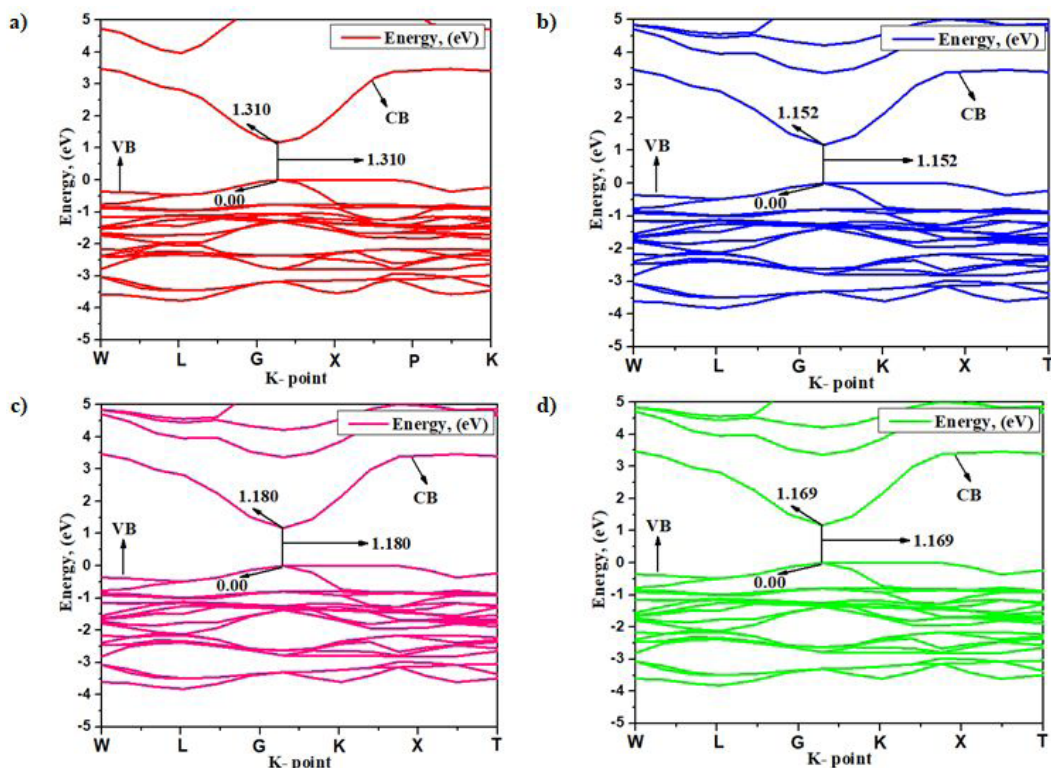 a)
Energy, (eV)
5
4
3
2
1
0
-1
-2
-3
-4
-5
Energy, (eV)
1.310
CB
VB
1.310
0.00
W L G X P K
K- point
b)
Energy, (eV)
5
4
3
2
1
0
-1
-2
-3
-4
-5
Energy, (eV)
1.152
CB
VB
1.152
0.00
W L G K X T
K- point
c)
Energy, (eV)
5
4
3
2
1
0
-1
-2
-3
-4
-5
Energy, (eV)
1.180
CB
VB
1.180
0.00
W L G K X T
K- point
d)
Energy, (eV)
5
4
3
2
1
0
-1
-2
-3
-4
-5
Energy, (eV)
1.169
CB
VB
1.169
0.00
W L G K X T
K- point